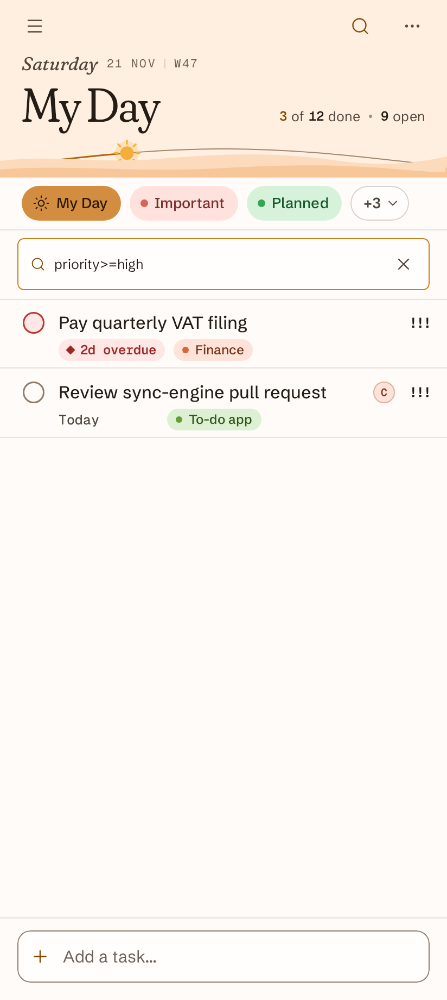 Saturday 21 NOV | W47
My Day
3 of 12 done • 9 open
My Day
Important
Planned
+3
priority>=high
Pay quarterly VAT filing !!!
2d overdue Finance
Review sync-engine pull request C !!!
Today To-do app
+ Add a task...